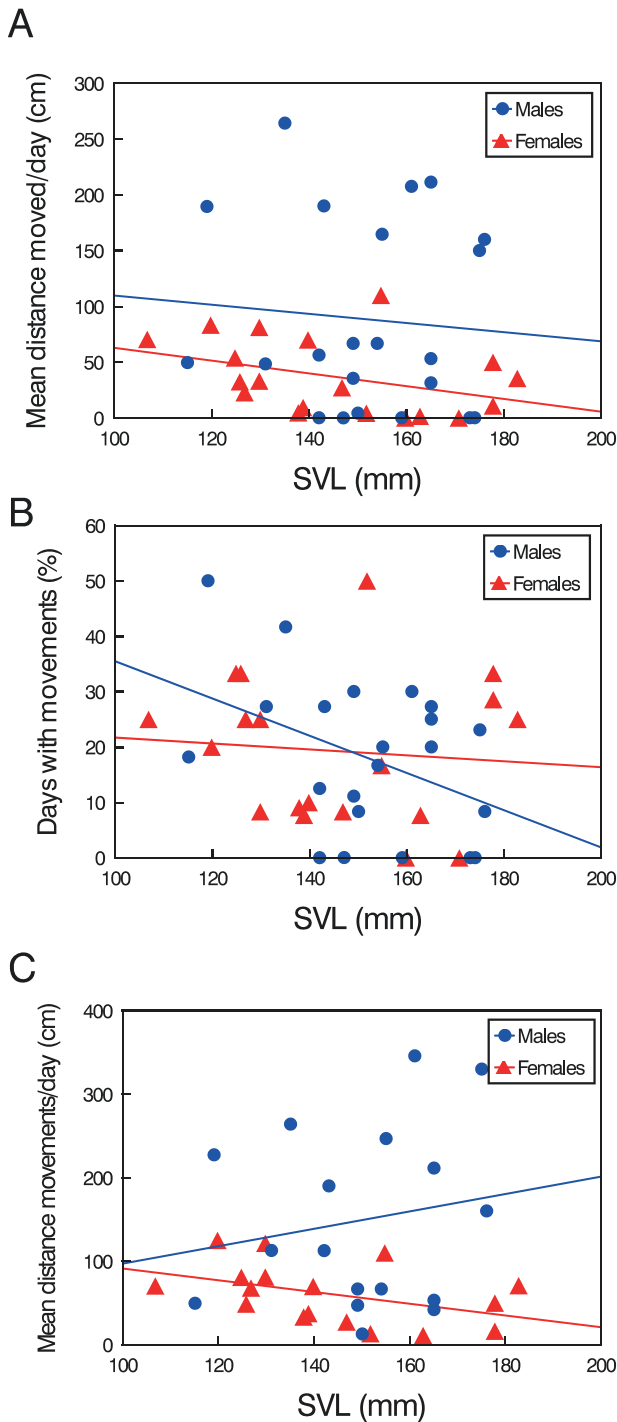 A
Mean distance moved/day (cm)
300
250
200
150
100
50
0
Males
Females
100 120 140 160 180 200
SVL (mm)
B
Days with movements (%)
60
50
40
30
20
10
0
Males
Females
100 120 140 160 180 200
SVL (mm)
C
Mean distance movements/day (cm)
400
300
200
100
0
Males
Females
100 120 140 160 180 200
SVL (mm)